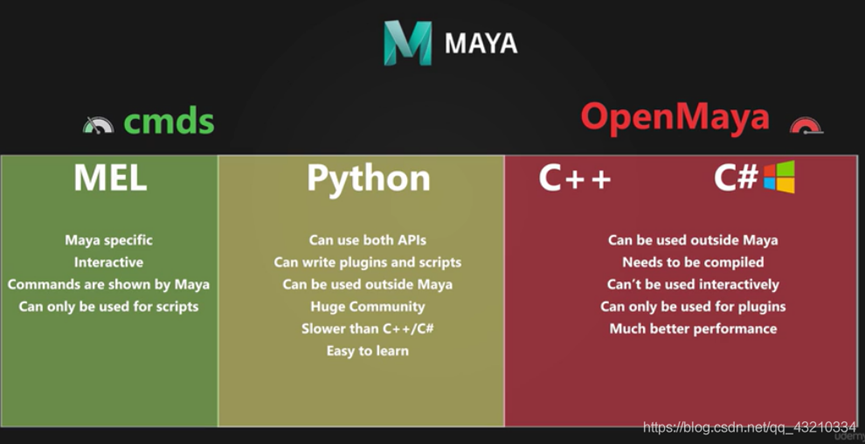 MAYA
cmds
OpenMaya
MEL
Maya specific
Interactive
Commands are shown by Maya
Can only be used for scripts
Python
Can use both APIs
Can write plugins and scripts
Can be used outside Maya
Huge Community
Slower than C++/C#
Easy to learn
C++ C#
Can be used outside Maya
Needs to be compiled
Can't be used interactively
Can only be used for plugins
Much better performance
https://blog.csdn.net/qq_43210334